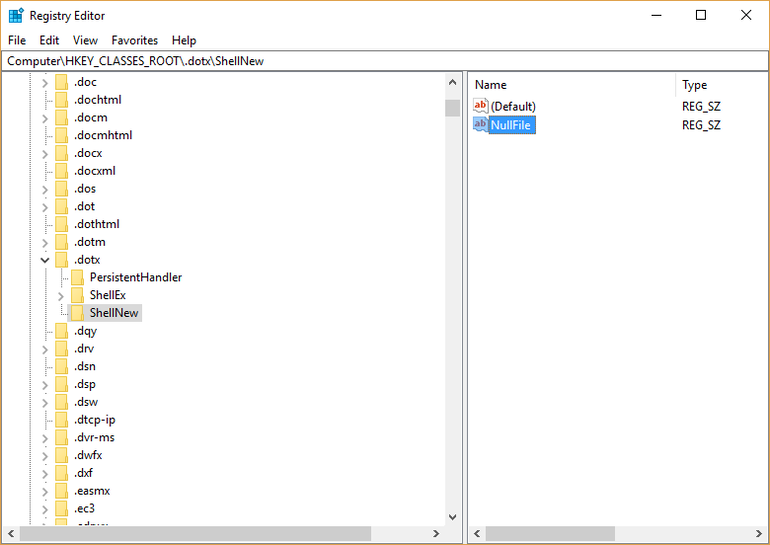 Registry Editor
File Edit View Favorites Help
Computer\HKEY_CLASSES_ROOT\.dotx\ShellNew
.doc
.dochtml
.docm
.docmhtml
.docx
.docxml
.dos
.dot
.dothtml
.dotm
.dotx
PersistentHandler
ShellEx
ShellNew
.dqy
.drv
.dsn
.dsp
.dsw
.dtcp-ip
.dvr-ms
.dwfx
.dxf
.easmx
.ec3
Name Type
ab (Default) REG_SZ
ab NullFile REG_SZ